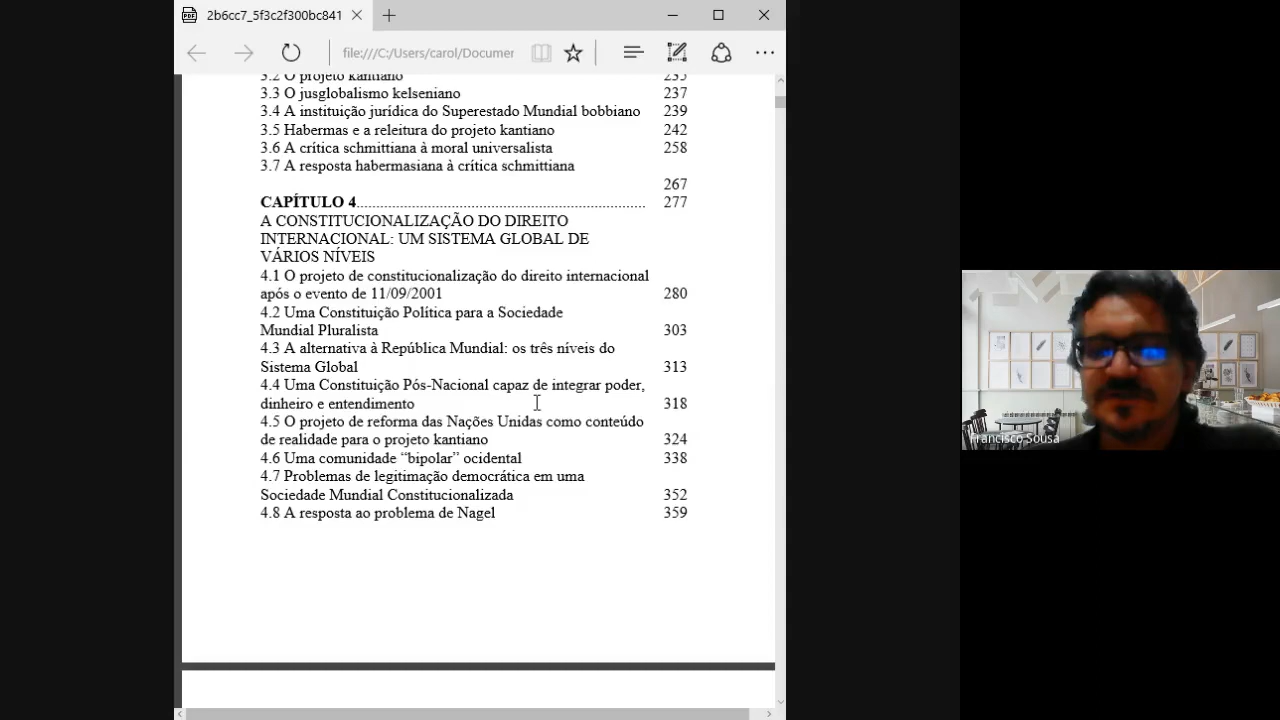 2b6cc7_5f3c2f300bc841
file:///C:/Users/carol/Documer
3.2 O projeto kantiano 235
3.3 O jusglobalismo kelseniano 237
3.4 A instituição jurídica do Superestado Mundial bobbiano 239
3.5 Habermas e a releitura do projeto kantiano 242
3.6 A crítica schmittiana à moral universalista 258
3.7 A resposta habermasiana à crítica schmittiana
267
CAPÍTULO 4...................................................................... 277
A CONSTITUCIONALIZAÇÃO DO DIREITO
INTERNACIONAL: UM SISTEMA GLOBAL DE
VÁRIOS NÍVEIS
4.1 O projeto de constitucionalização do direito internacional
após o evento de 11/09/2001 280
4.2 Uma Constituição Política para a Sociedade
Mundial Pluralista 303
4.3 A alternativa à República Mundial: os três níveis do
Sistema Global 313
4.4 Uma Constituição Pós-Nacional capaz de integrar poder,
dinheiro e entendimento 318
4.5 O projeto de reforma das Nações Unidas como conteúdo
de realidade para o projeto kantiano 324
4.6 Uma comunidade “bipolar” ocidental 338
4.7 Problemas de legitimação democrática em uma
Sociedade Mundial Constitucionalizada 352
4.8 A resposta ao problema de Nagel 359
Francisco Sousa